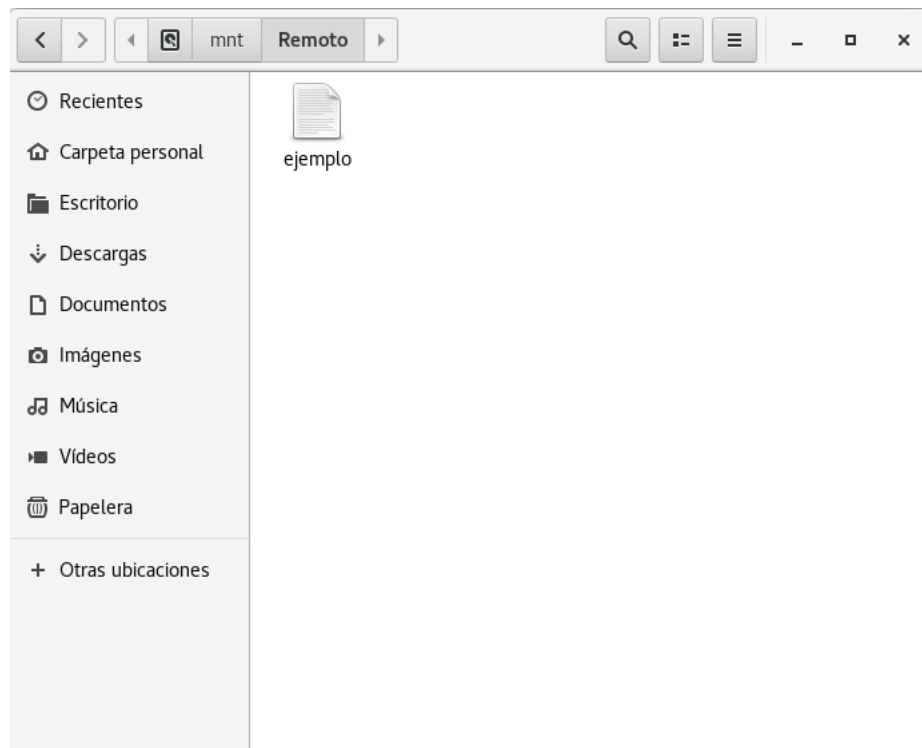 mnt
Remoto
Recientes
Carpeta personal
Escritorio
Descargas
Documentos
Imágenes
Música
Vídeos
Papelera
Otras ubicaciones
ejemplo